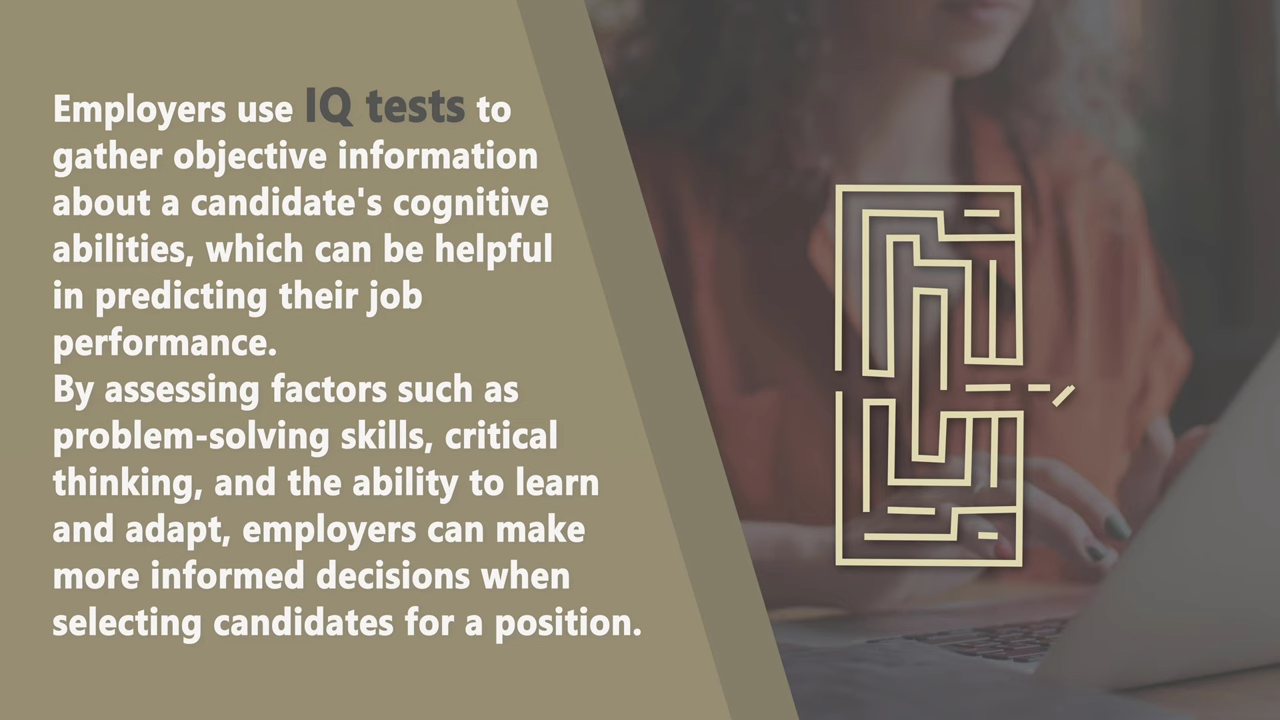 Employers use IQ tests to
gather objective information
about a candidate's cognitive
abilities, which can be helpful
in predicting their job
performance.
By assessing factors such as
problem-solving skills, critical
thinking, and the ability to learn
and adapt, employers can make
more informed decisions when
selecting candidates for a position.